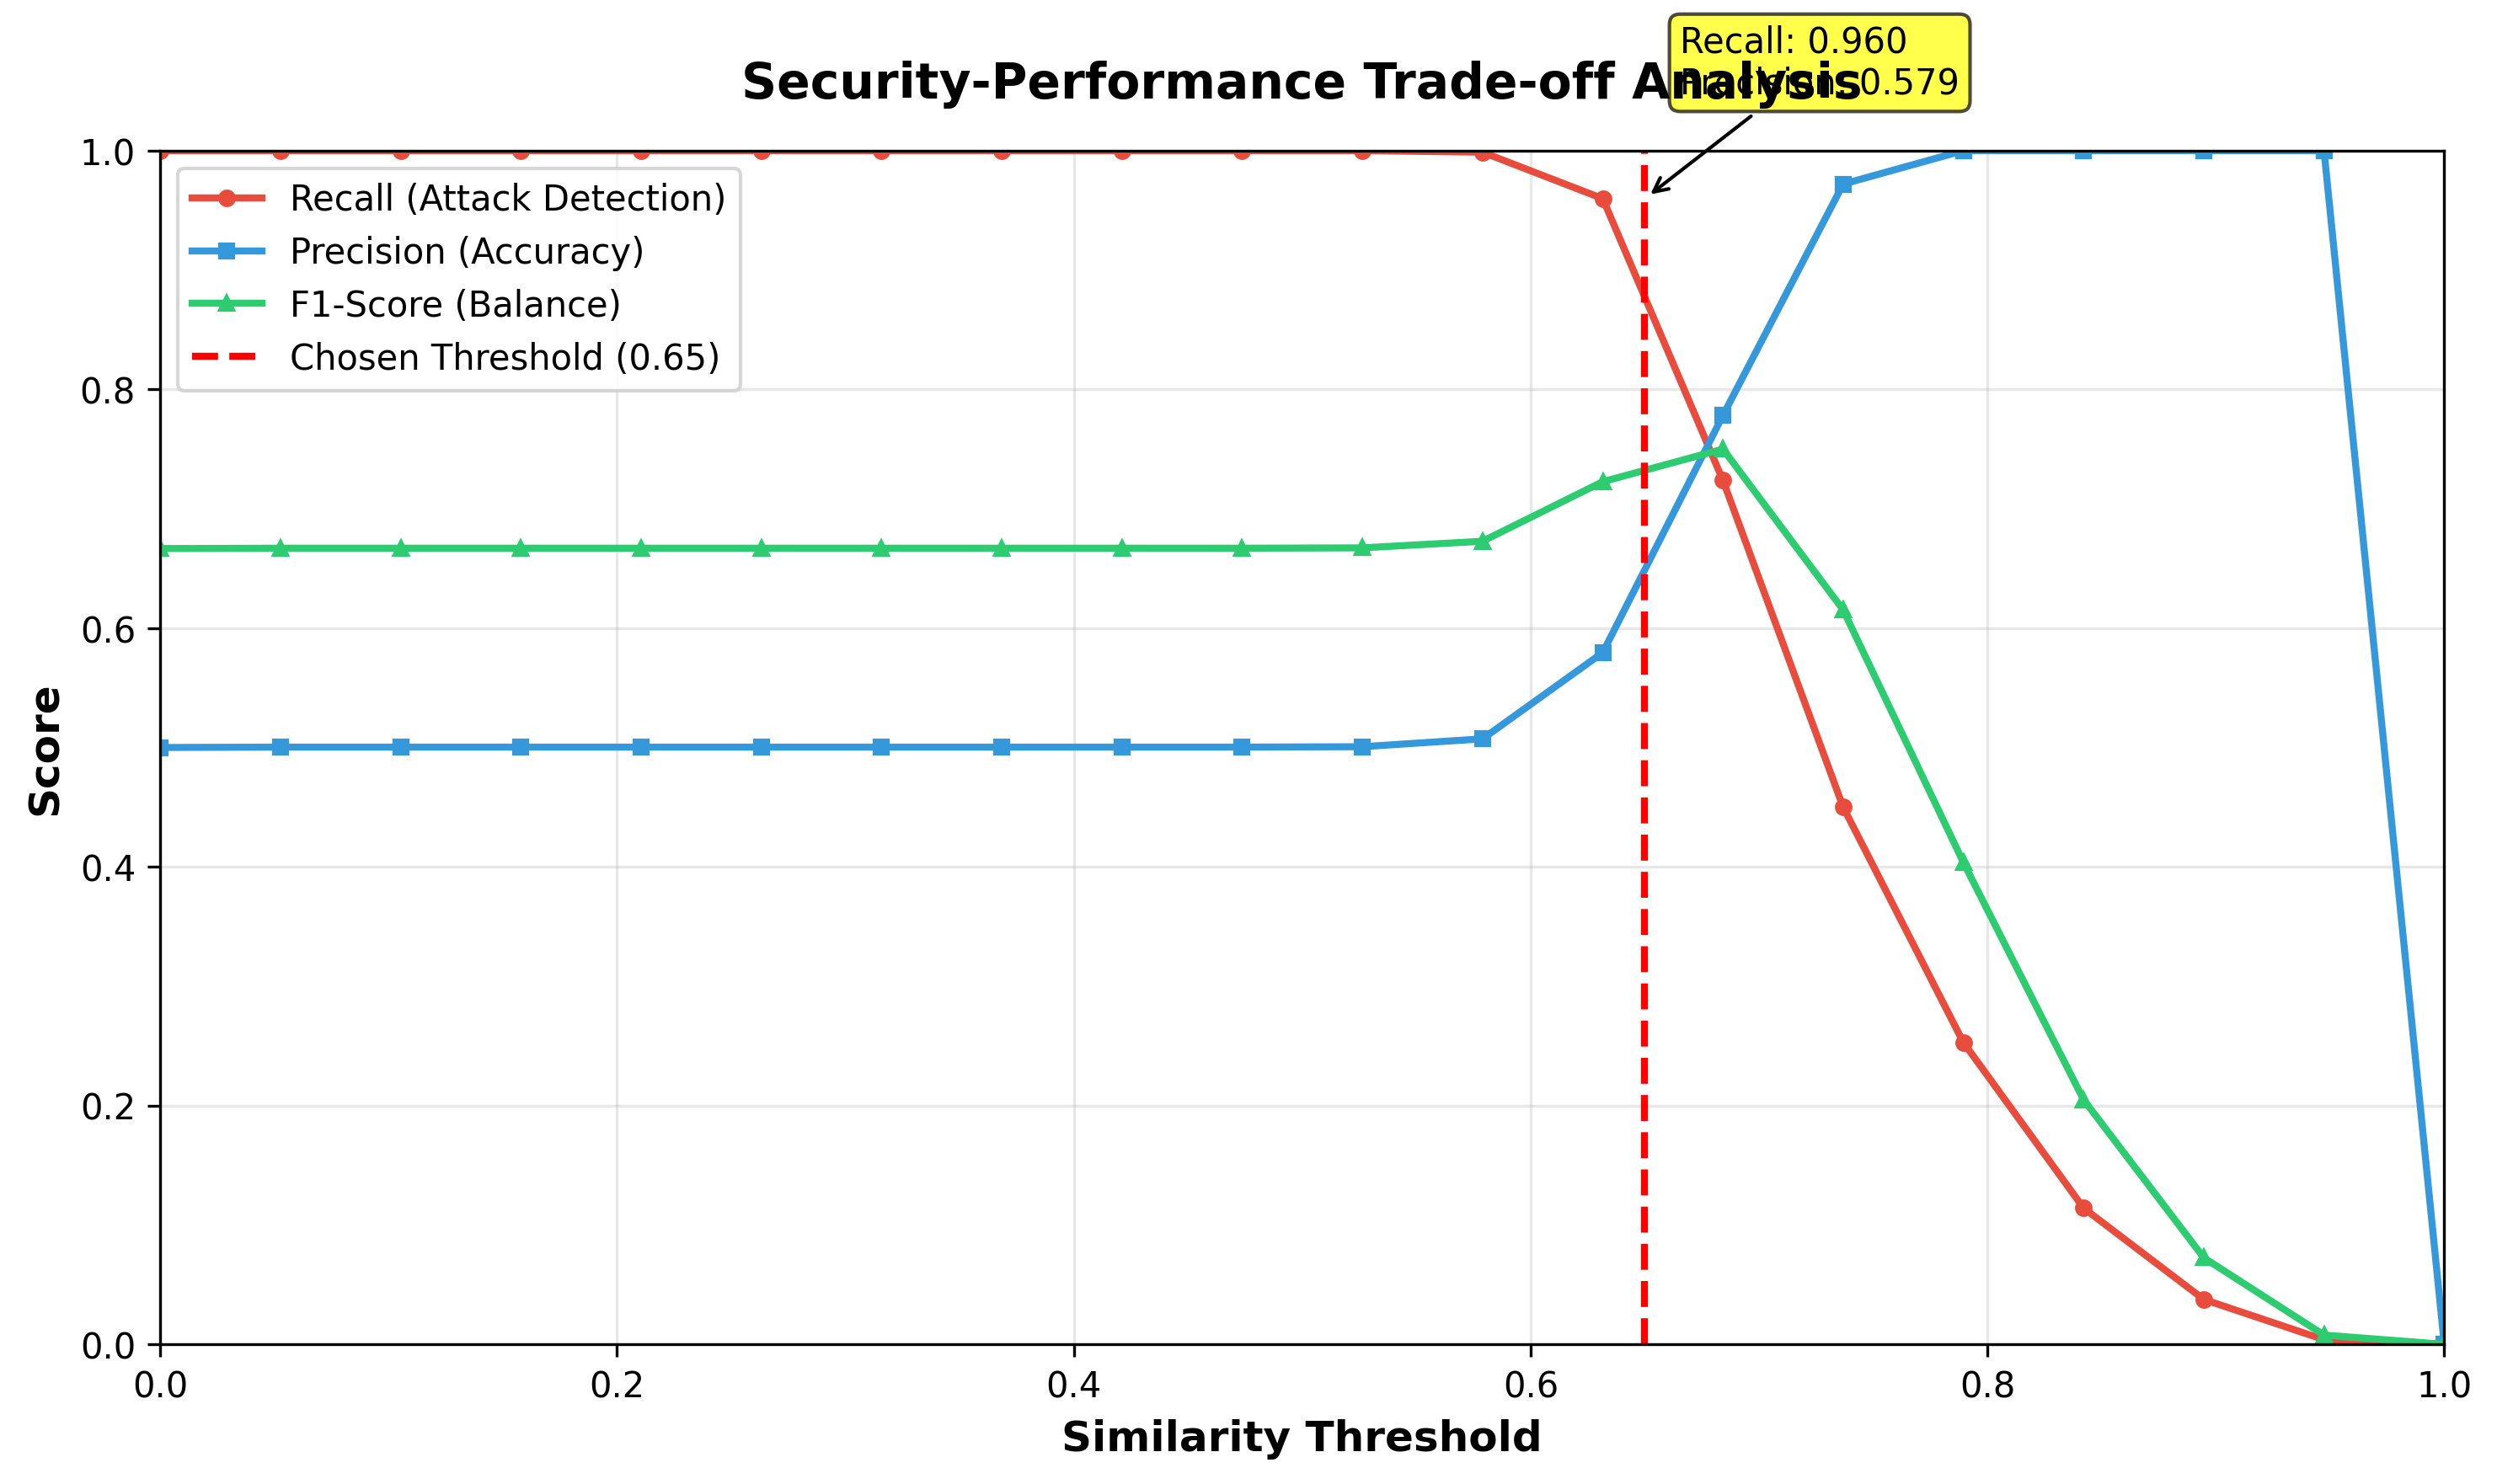 Recall: 0.960
Precision: 0.579
Security-Performance Trade-off Analysis
Recall (Attack Detection)
Precision (Accuracy)
F1-Score (Balance)
Chosen Threshold (0.65)
Score
1.0
0.8
0.6
0.4
0.2
0.0
0.0 0.2 0.4 0.6 0.8 1.0
Similarity Threshold